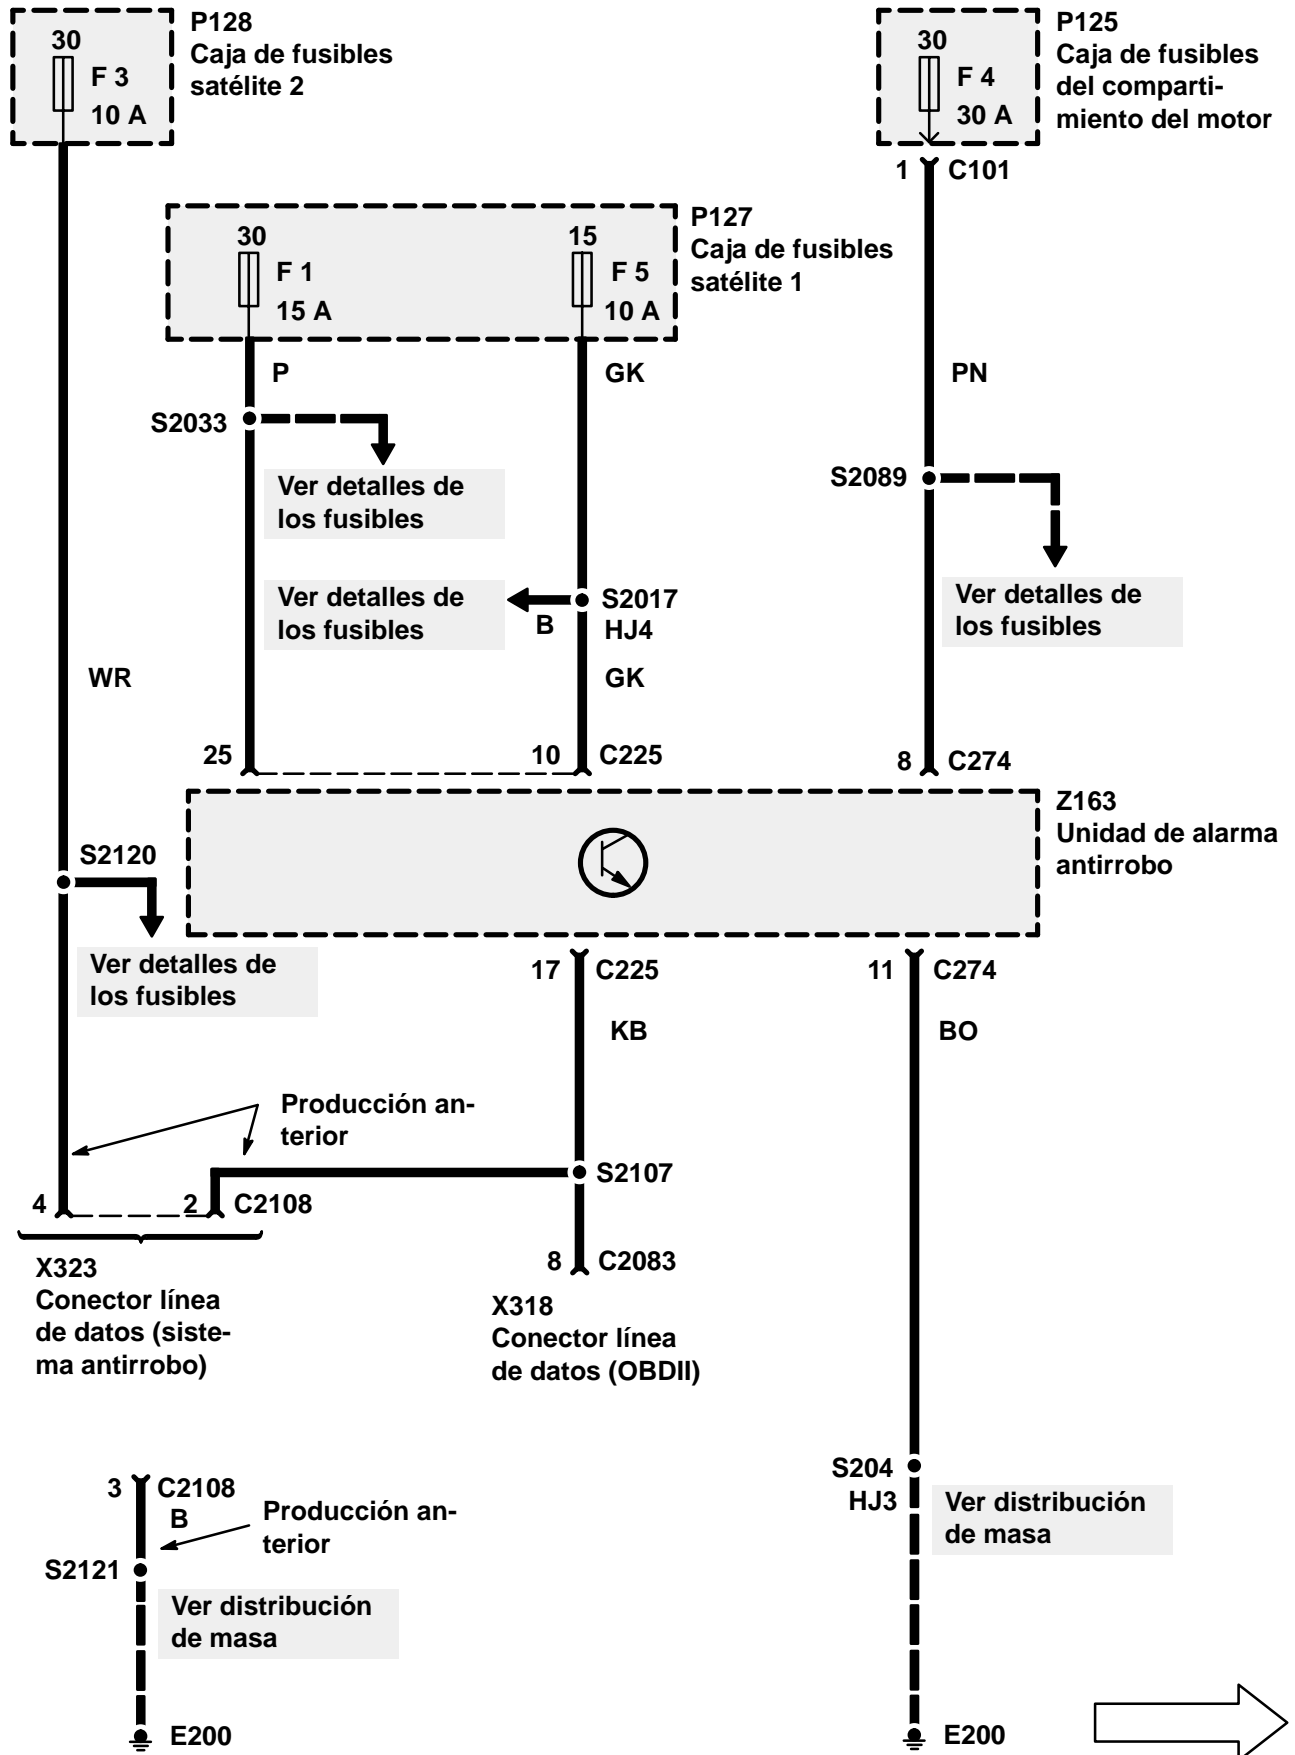 P128
Caja de fusibles
satélite 2
30
F 3
10 A
P125
Caja de fusibles
del comparti-
miento del motor
30
F 4
30 A
1 C101
P127
Caja de fusibles
satélite 1
30
F 1
15 A
15
F 5
10 A
P
GK
PN
S2033
Ver detalles de
los fusibles
S2089
Ver detalles de
los fusibles
B
S2017
HJ4
Ver detalles de
los fusibles
WR
GK
25
10 C225
8 C274
Z163
Unidad de alarma
antirrobo
S2120
Ver detalles de
los fusibles
17 C225
11 C274
KB
BO
Producción an-
terior
S2107
4
2 C2108
8 C2083
X323
Conector línea
de datos (siste-
ma antirrobo)
X318
Conector línea
de datos (OBDII)
3 C2108
B
Producción an-
terior
S2121
Ver distribución
de masa
E200
S204
HJ3
Ver distribución
de masa
E200